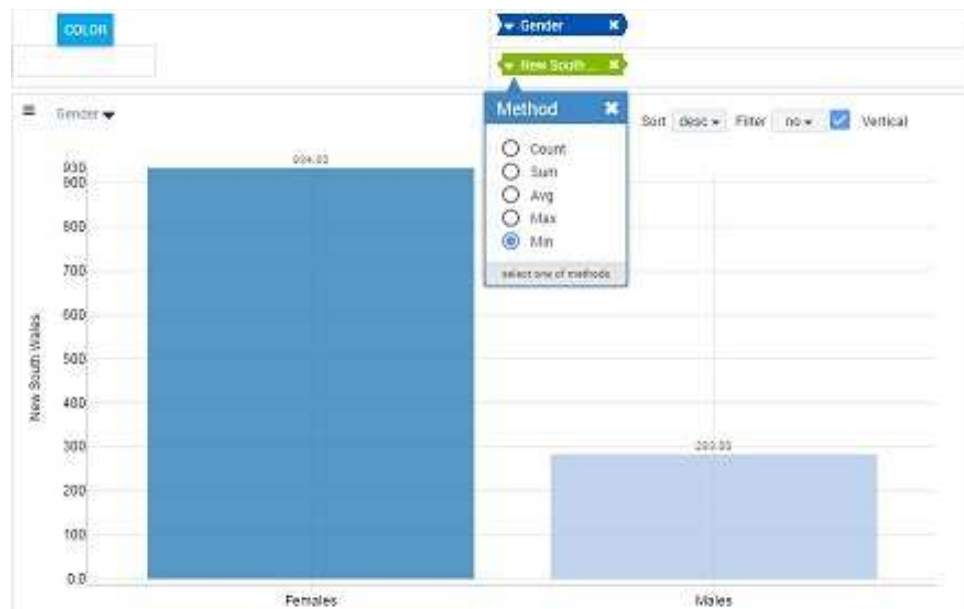 COLOR
Gender
New South ...
Gender
Method
Count
Sum
Avg
Max
Min
select one of methods
Sort desc Filter no Vertical
New South Wales
930
900
800
700
600
500
400
300
200
100
0.0
Females
Males